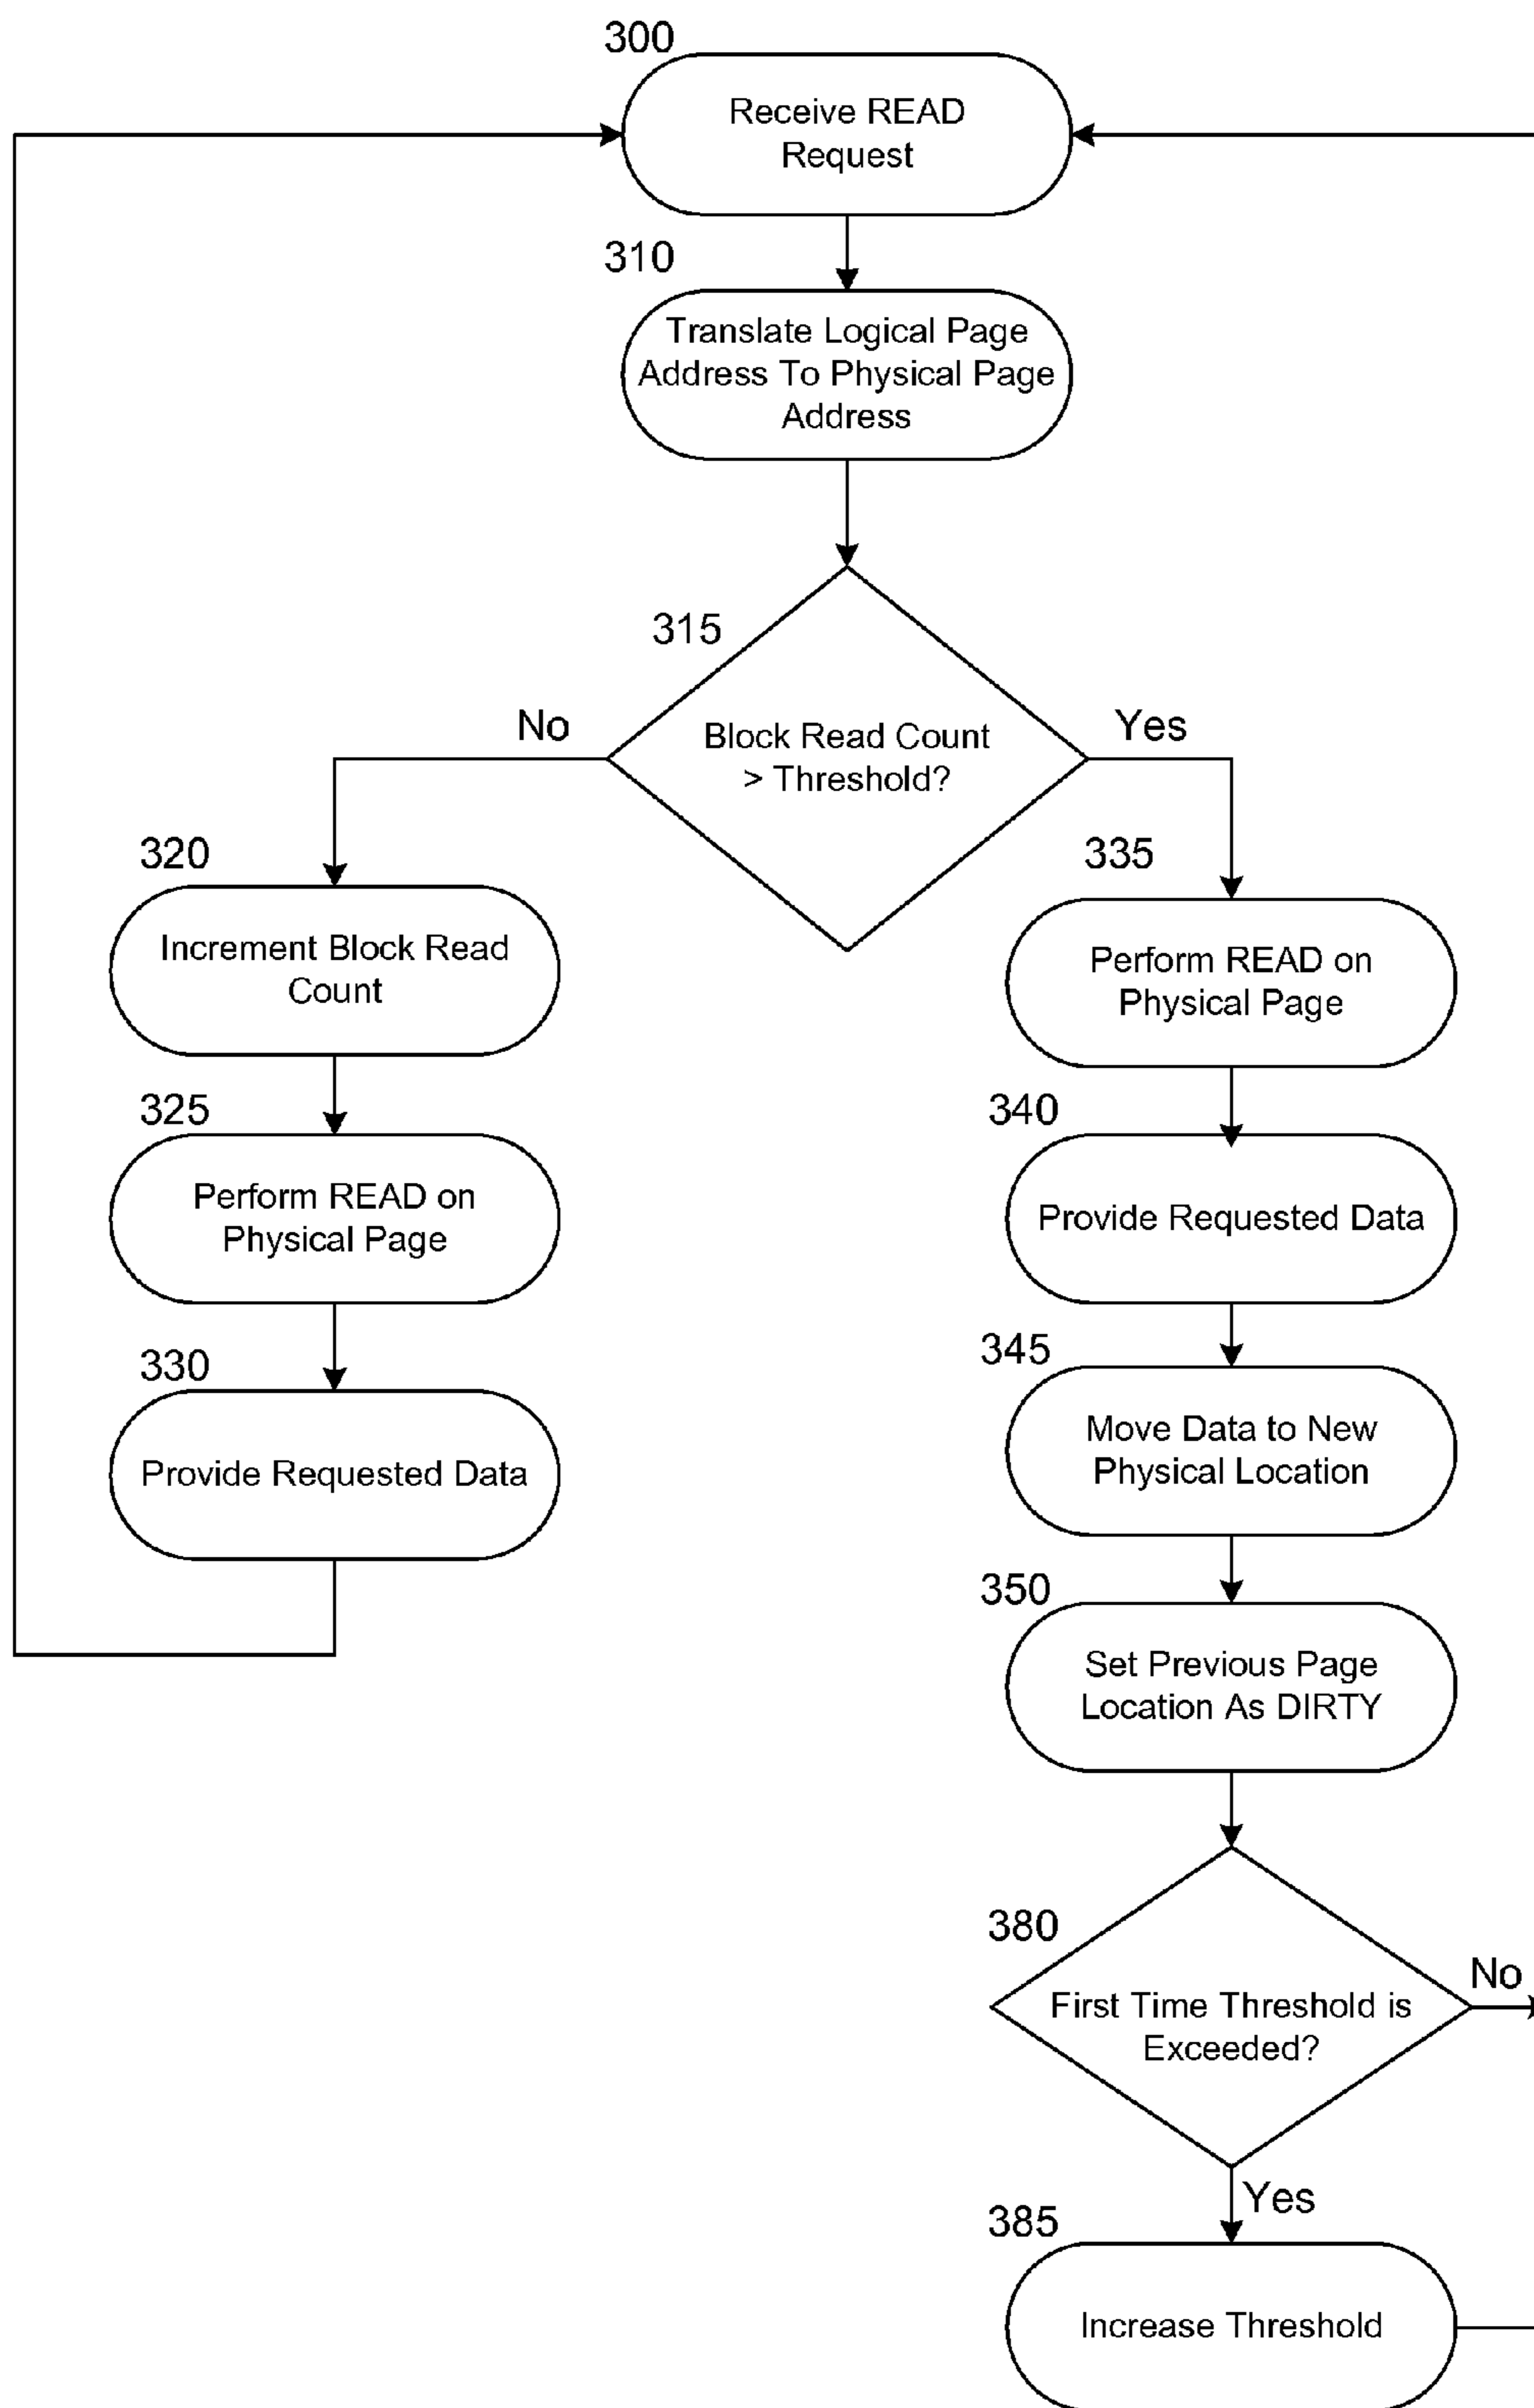 300
Receive READ
Request
310
Translate Logical Page
Address To Physical Page
Address
315
Block Read Count
> Threshold?
No
Yes
320
Increment Block Read
Count
335
Perform READ on
Physical Page
325
Perform READ on
Physical Page
340
Provide Requested Data
330
Provide Requested Data
345
Move Data to New
Physical Location
350
Set Previous Page
Location As DIRTY
380
First Time Threshold is
Exceeded?
No
Yes
385
Increase Threshold